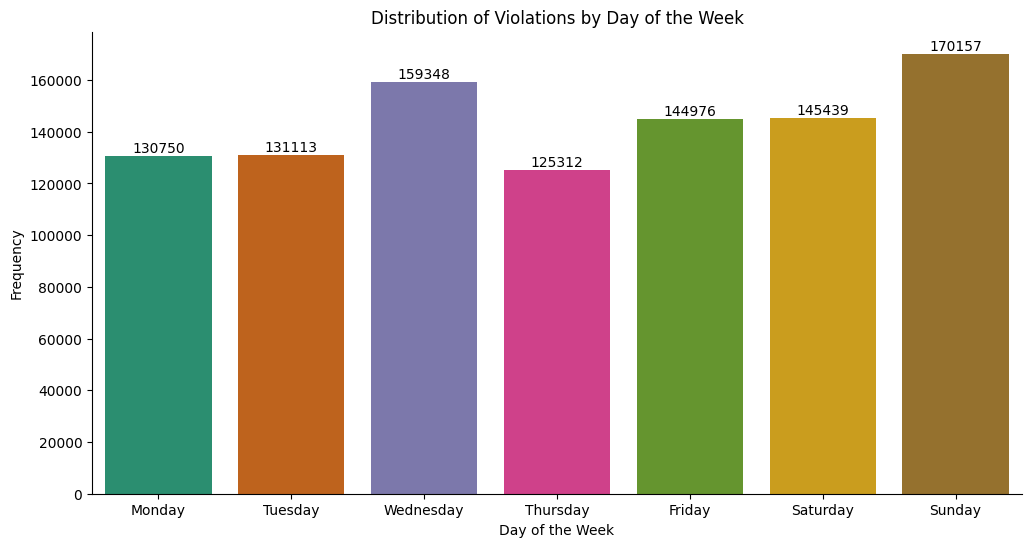 Distribution of Violations by Day of the Week
Frequency
160000
140000
120000
100000
80000
60000
40000
20000
0
130750
131113
159348
125312
144976
145439
170157
Monday
Tuesday
Wednesday
Thursday
Friday
Saturday
Sunday
Day of the Week